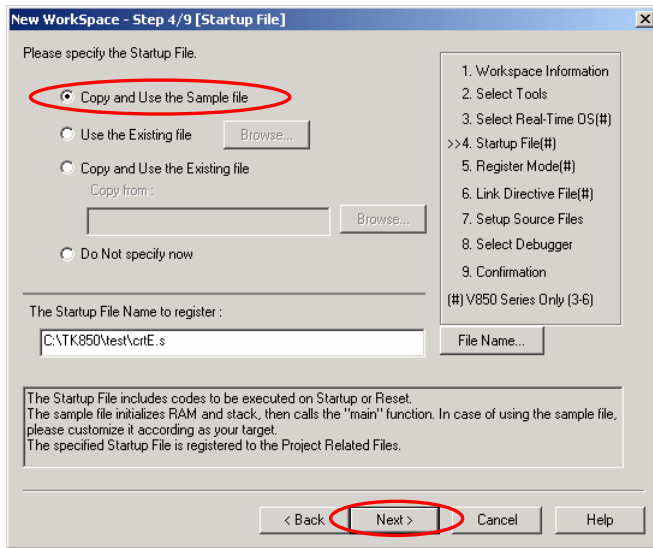 New WorkSpace - Step 4/9 [Startup File]
Please specify the Startup File.
Copy and Use the Sample file
Use the Existing file
Browse...
Copy and Use the Existing file
Copy from :
Browse...
Do Not specify now
1. Workspace Information
2. Select Tools
3. Select Real-Time OS(#)
>>4. Startup File(#)
5. Register Mode(#)
6. Link Directive File(#)
7. Setup Source Files
8. Select Debugger
9. Confirmation
(#) V850 Series Only (3-6)
The Startup File Name to register :
C:\TK850\test\crtE.s
File Name...
The Startup File includes codes to be executed on Startup or Reset.
The sample file initializes RAM and stack, then calls the "main" function. In case of using the sample file,
please customize it according as your target.
The specified Startup File is registered to the Project Related Files.
< Back
Next >
Cancel
Help